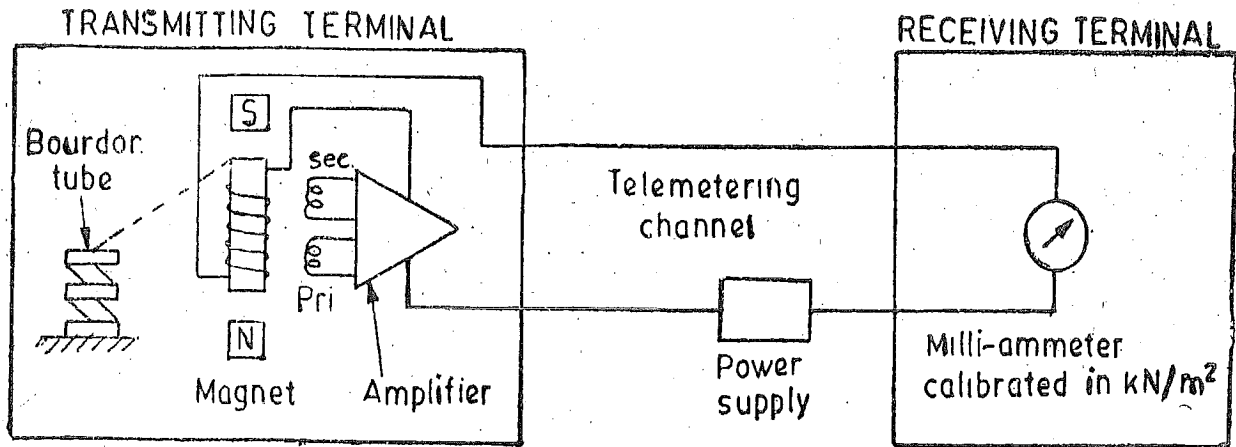 TRANSMITTING TERMINAL
RECEIVING TERMINAL
S
Bourdor.
tube
sec.
Pri
N
Magnet
Amplifier
Telemetering
channel
Power
supply
Milli-ammeter
calibrated in kN/m²